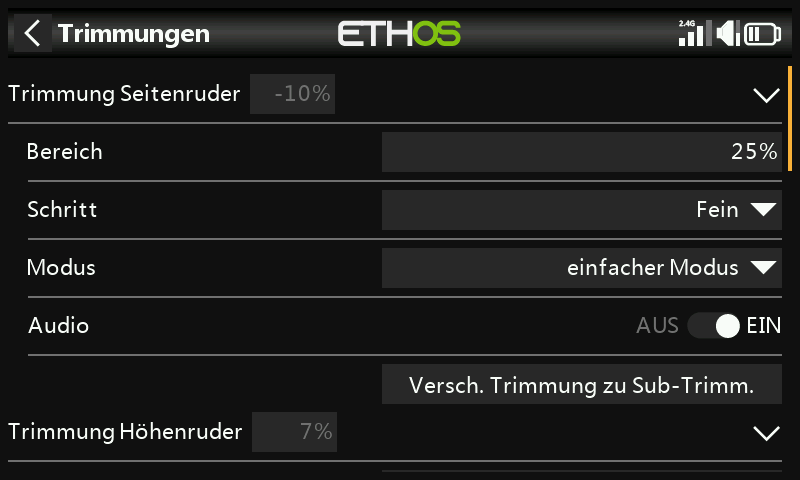 Trimmungen
ETHOS
2.4G
Trimmung Seitenruder -10%
Bereich 25%
Schritt Fein
Modus einfacher Modus
Audio AUS EIN
Versch. Trimmung zu Sub-Trimm.
Trimmung Höhenruder 7%